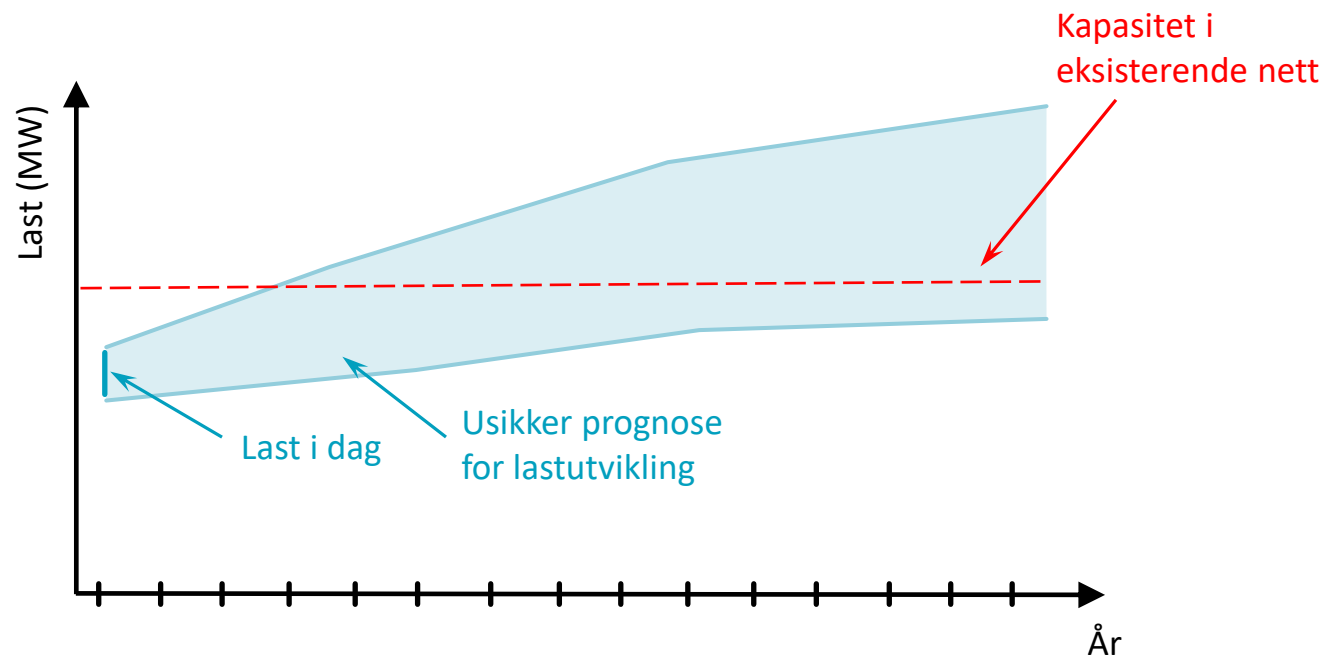 Kapasitet i
eksisterende nett
Last (MW)
Last i dag
Usikker prognose
for lastutvikling
År